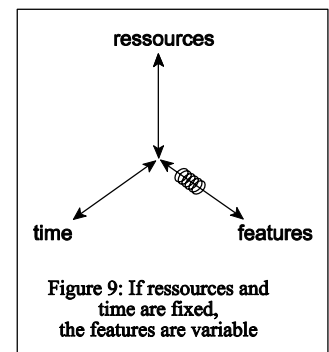 ressources
time
features
Figure 9: If ressources and
time are fixed,
the features are variable